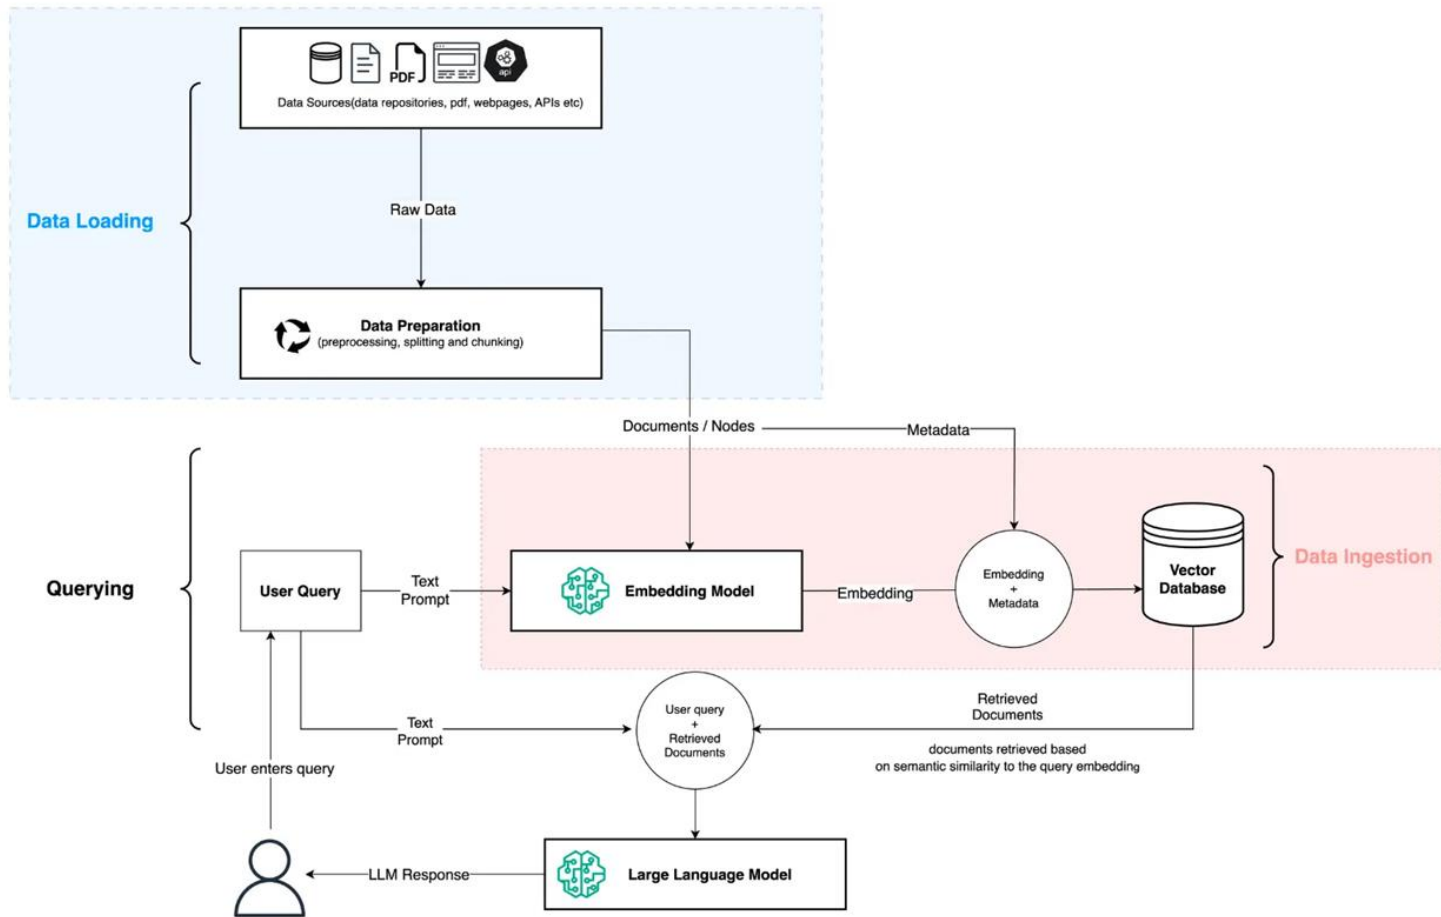 PDF
api
Data Sources(data repositories, pdf, webpages, APIs etc)
Data Loading
Raw Data
Data Preparation
(preprocessing, splitting and chunking)
Documents / Nodes
Metadata
Querying
User Query
Text
Prompt
Embedding Model
Embedding
Embedding
+
Metadata
Vector
Database
Data Ingestion
Text
Prompt
User query
+
Retrieved
Documents
Retrieved
Documents
documents retrieved based
on semantic similarity to the query embedding
User enters query
LLM Response
Large Language Model